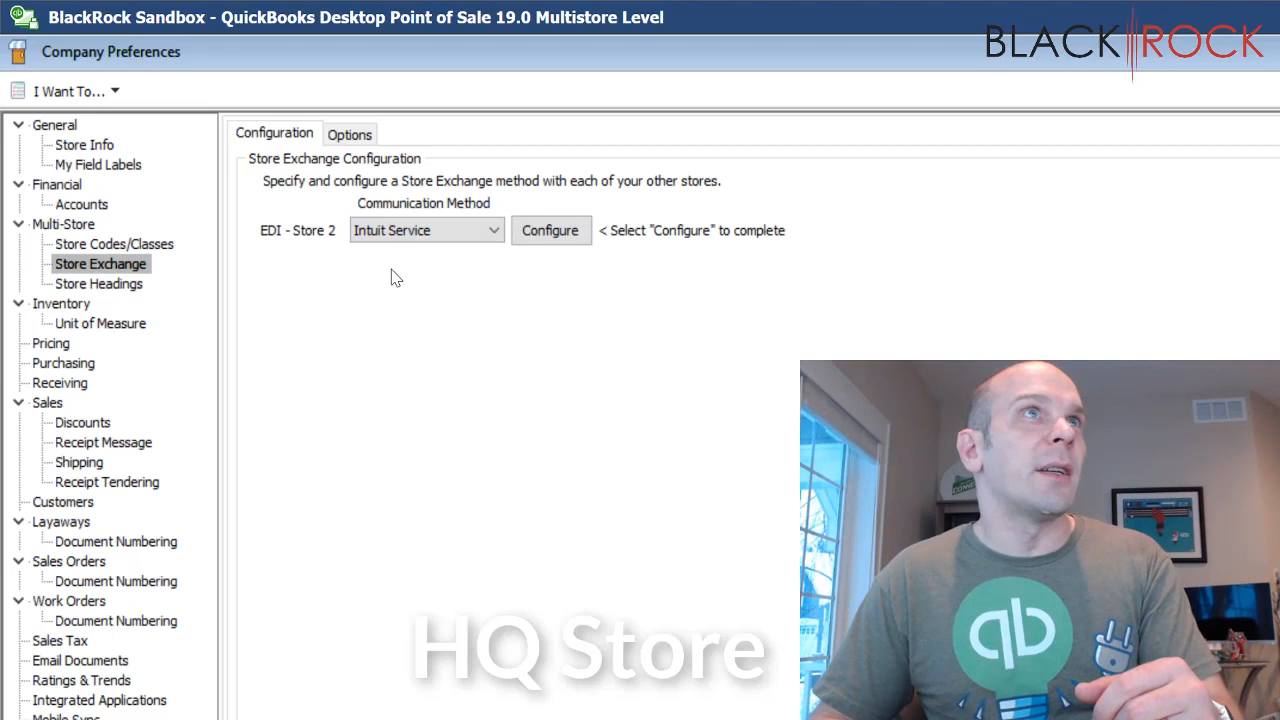 BlackRock Sandbox - QuickBooks Desktop Point of Sale 19.0 Multistore Level
BLACK ROCK
Company Preferences
I Want To...
General
Store Info
My Field Labels
Financial
Accounts
Multi-Store
Store Codes/Classes
Store Exchange
Store Headings
Inventory
Unit of Measure
Pricing
Purchasing
Receiving
Sales
Discounts
Receipt Message
Shipping
Receipt Tendering
Customers
Layaways
Document Numbering
Sales Orders
Document Numbering
Work Orders
Document Numbering
Sales Tax
Email Documents
Ratings & Trends
Integrated Applications
Mobile Sync
Configuration Options
Store Exchange Configuration
Specify and configure a Store Exchange method with each of your other stores.
Communication Method
EDI - Store 2 Intuit Service Configure < Select "Configure" to complete
HQ Store
qb